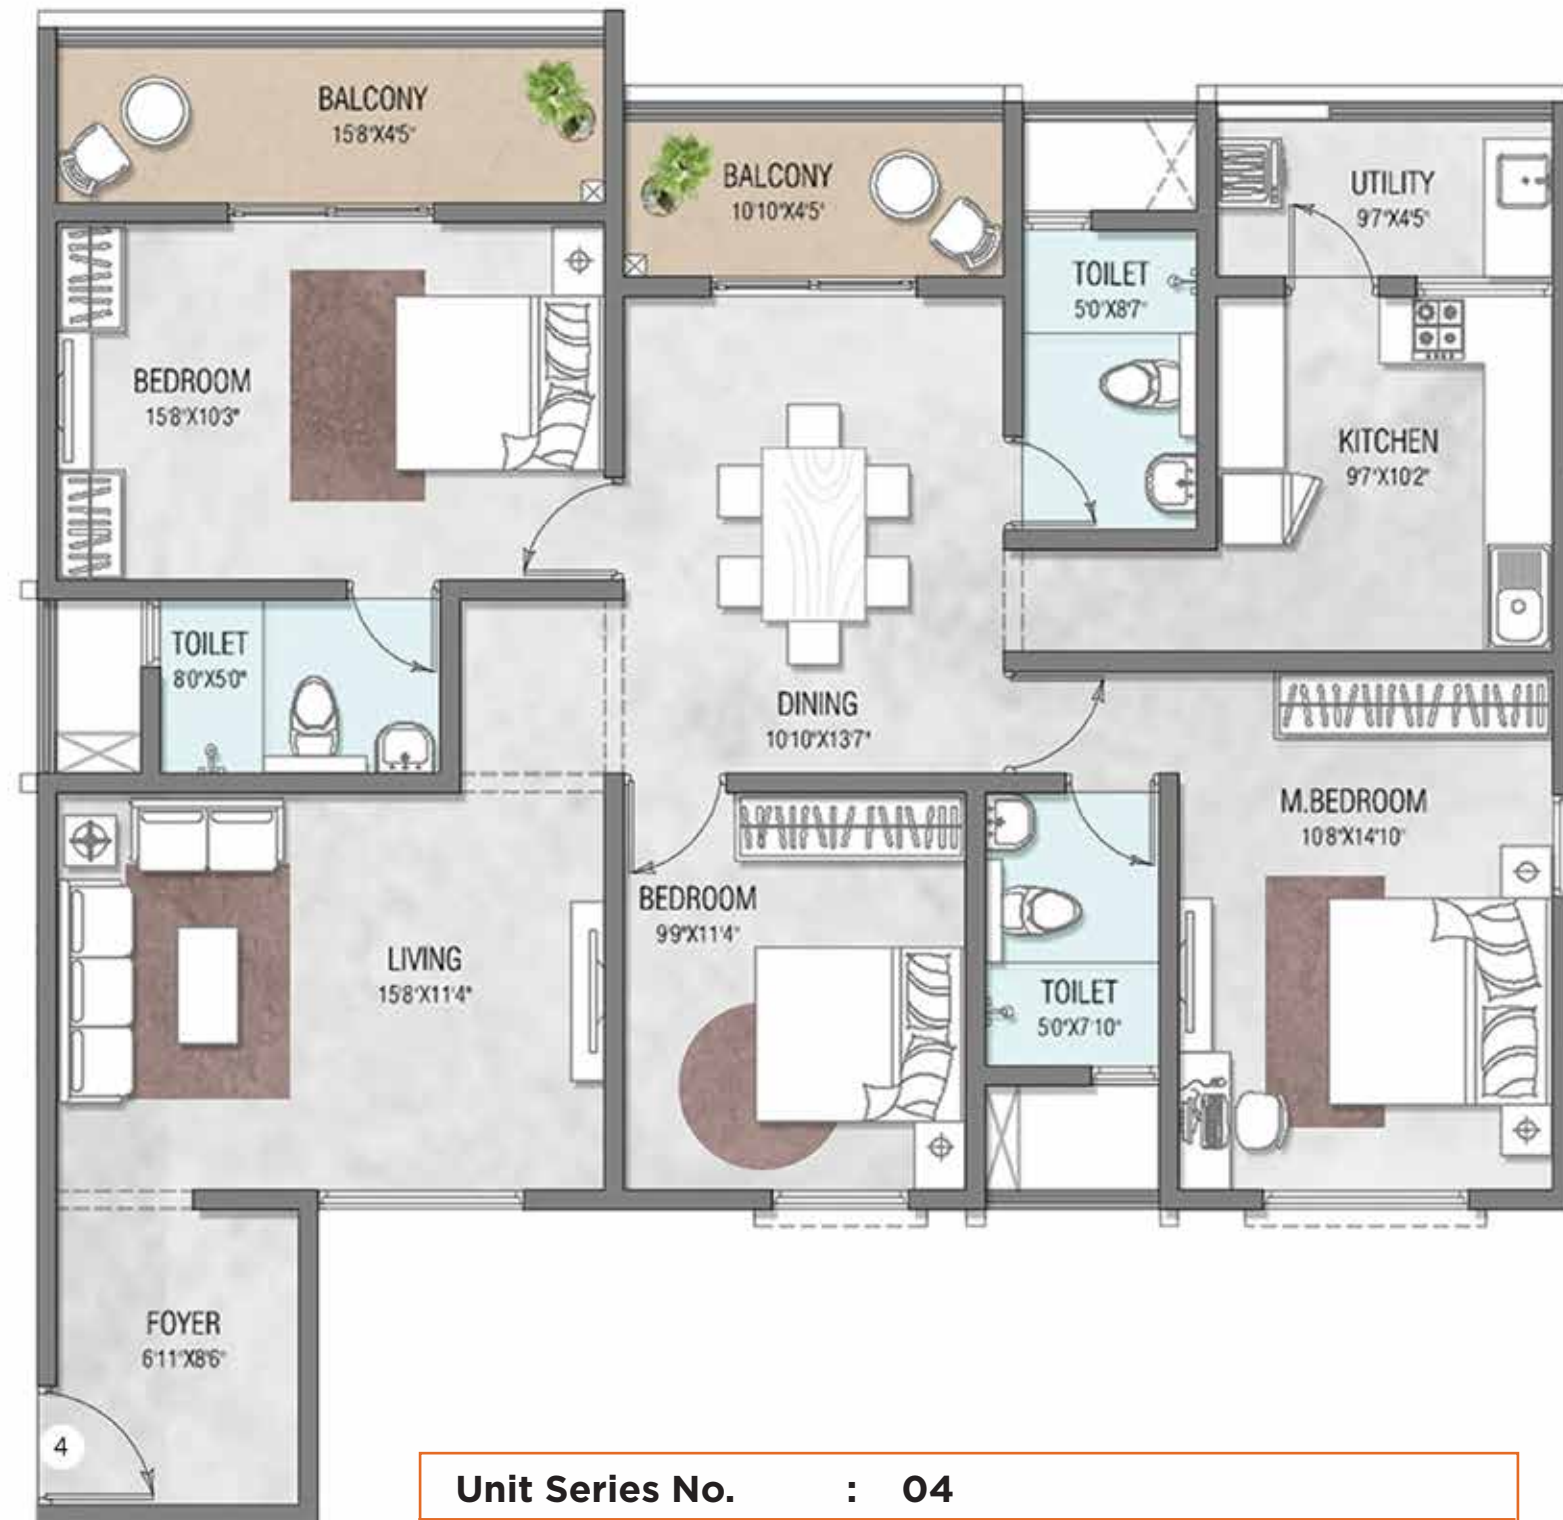 BALCONY
15'8"X4'5"
BALCONY
10'10"X4'5"
UTILITY
9'7"X4'5"
TOILET
5'0"X8'7"
BEDROOM
15'8"X10'3"
KITCHEN
9'7"X10'2"
TOILET
8'0"X5'0"
DINING
10'10"X13'7"
M.BEDROOM
10'8"X14'10"
BEDROOM
9'9"X11'4"
LIVING
15'8"X11'4"
TOILET
5'0"X7'10"
FOYER
6'11"X8'6"
4
Unit Series No. : 04